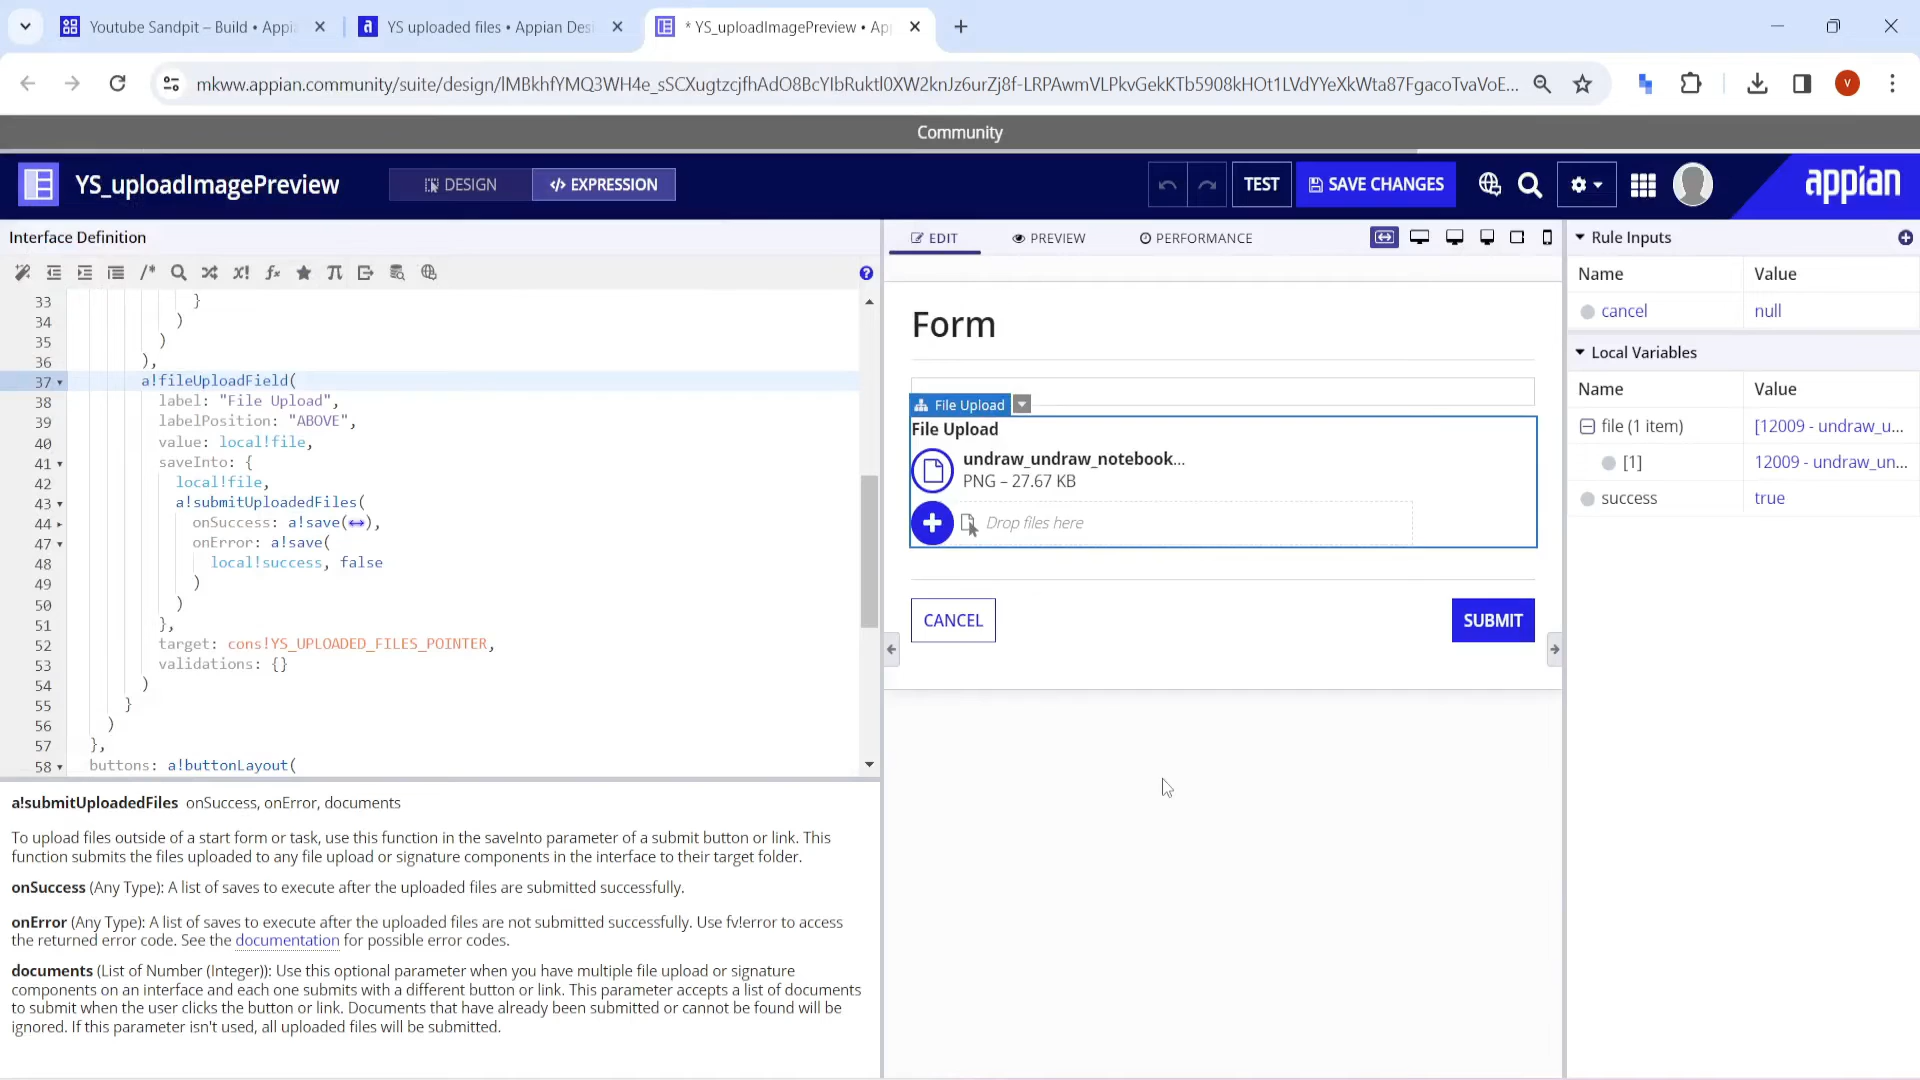 Youtube Sandpit – Build • Appi
YS uploaded files • Appian Desi
* YS_uploadImagePreview • Ap
mkww.appian.community/suite/design/lMBkhfYMQ3WH4e_sSCXugtzcjfhAdO8BcYIbRuktl0XW2knJz6urZj8f-LRPAwmVLPkvGekKTb5908kHOt1LVdYYeXkWta87FgacoTvaVoE...
V
Community
YS_uploadImagePreview
DESIGN
</> EXPRESSION
TEST
SAVE CHANGES
appian
Interface Definition
EDIT
PREVIEW
PERFORMANCE
33 }
34 )
35 )
36 ),
37 a!fileUploadField(
38 label: "File Upload",
39 labelPosition: "ABOVE",
40 value: local!file,
41 saveInto: {
42 local!file,
43 a!submitUploadedFiles(
44 onSuccess: a!save(↔),
47 onError: a!save(
48 local!success, false
49 )
50 )
51 },
52 target: cons!YS_UPLOADED_FILES_POINTER,
53 validations: {}
54 )
55 }
56 )
57 },
58 buttons: a!buttonLayout(
a!submitUploadedFiles onSuccess, onError, documents
To upload files outside of a start form or task, use this function in the saveInto parameter of a submit button or link. This
function submits the files uploaded to any file upload or signature components in the interface to their target folder.
onSuccess (Any Type): A list of saves to execute after the uploaded files are submitted successfully.
onError (Any Type): A list of saves to execute after the uploaded files are not submitted successfully. Use fv!error to access
the returned error code. See the documentation for possible error codes.
documents (List of Number (Integer)): Use this optional parameter when you have multiple file upload or signature
components on an interface and each one submits with a different button or link. This parameter accepts a list of documents
to submit when the user clicks the button or link. Documents that have already been submitted or cannot be found will be
ignored. If this parameter isn't used, all uploaded files will be submitted.
Form
File Upload
File Upload
undraw_undraw_notebook...
PNG – 27.67 KB
Drop files here
CANCEL
SUBMIT
Rule Inputs
Name Value
cancel null
Local Variables
Name Value
file (1 item) [12009 - undraw_u...
[1] 12009 - undraw_un...
success true